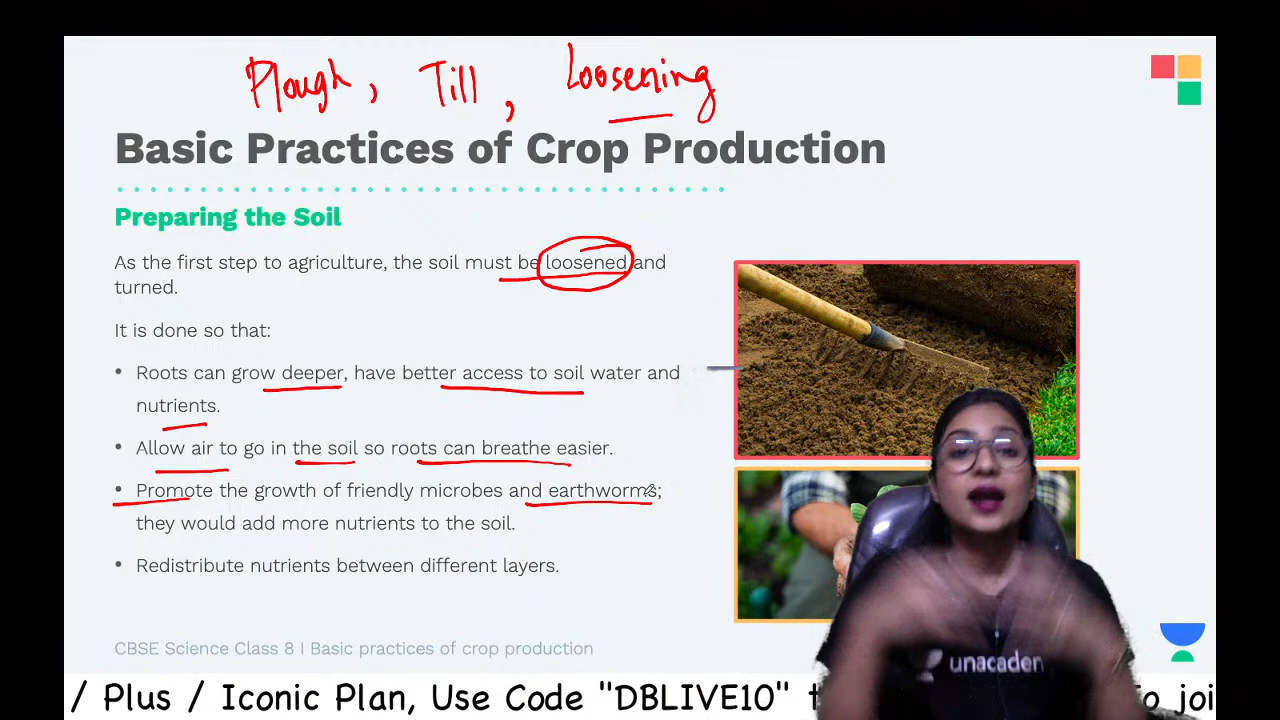 Plough, Till, Loosening
Basic Practices of Crop Production
Preparing the Soil
As the first step to agriculture, the soil must be loosened and
turned.
It is done so that:
• Roots can grow deeper, have better access to soil water and
nutrients.
• Allow air to go in the soil so roots can breathe easier.
• Promote the growth of friendly microbes and earthworms;
they would add more nutrients to the soil.
• Redistribute nutrients between different layers.
CBSE Science Class 8 | Basic practices of crop production
unacadem
/ Plus / Iconic Plan, Use Code "DBLIVE10"